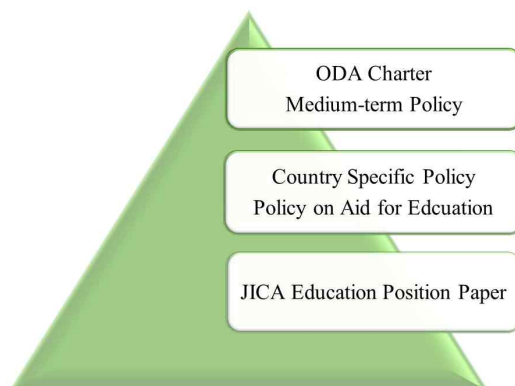 ODA Charter
Medium-term Policy
Country Specific Policy
Policy on Aid for Edcuation
JICA Education Position Paper